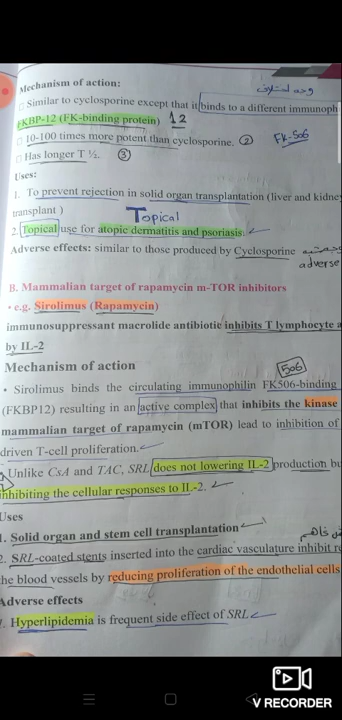 Mechanism of action:
وجه اختلاف
□ Similar to cyclosporine except that it binds to a different immunoph
FKBP-12 (FK-binding protein) 12
□ 10-100 times more potent than cyclosporine. ② FK-506
□ Has longer T ½. ③
Uses:
1. To prevent rejection in solid organ transplantation (liver and kidney
transplant ) Topical
2. Topical use for atopic dermatitis and psoriasis.
Adverse effects: similar to those produced by Cyclosporine
adverse
B. Mammalian target of rapamycin m-TOR inhibitors
• e.g. Sirolimus (Rapamycin)
immunosuppressant macrolide antibiotic inhibits T lymphocyte a
by IL-2
506
Mechanism of action
• Sirolimus binds the circulating immunophilin FK506-binding
(FKBP12) resulting in an active complex that inhibits the kinase
mammalian target of rapamycin (mTOR) lead to inhibition of
driven T-cell proliferation.
Unlike CsA and TAC, SRL does not lowering IL-2 production bu
inhibiting the cellular responses to IL-2.
Uses
1. Solid organ and stem cell transplantation
2. SRL-coated stents inserted into the cardiac vasculature inhibit re
the blood vessels by reducing proliferation of the endothelial cells
Adverse effects
Hyperlipidemia is frequent side effect of SRL
V RECORDER